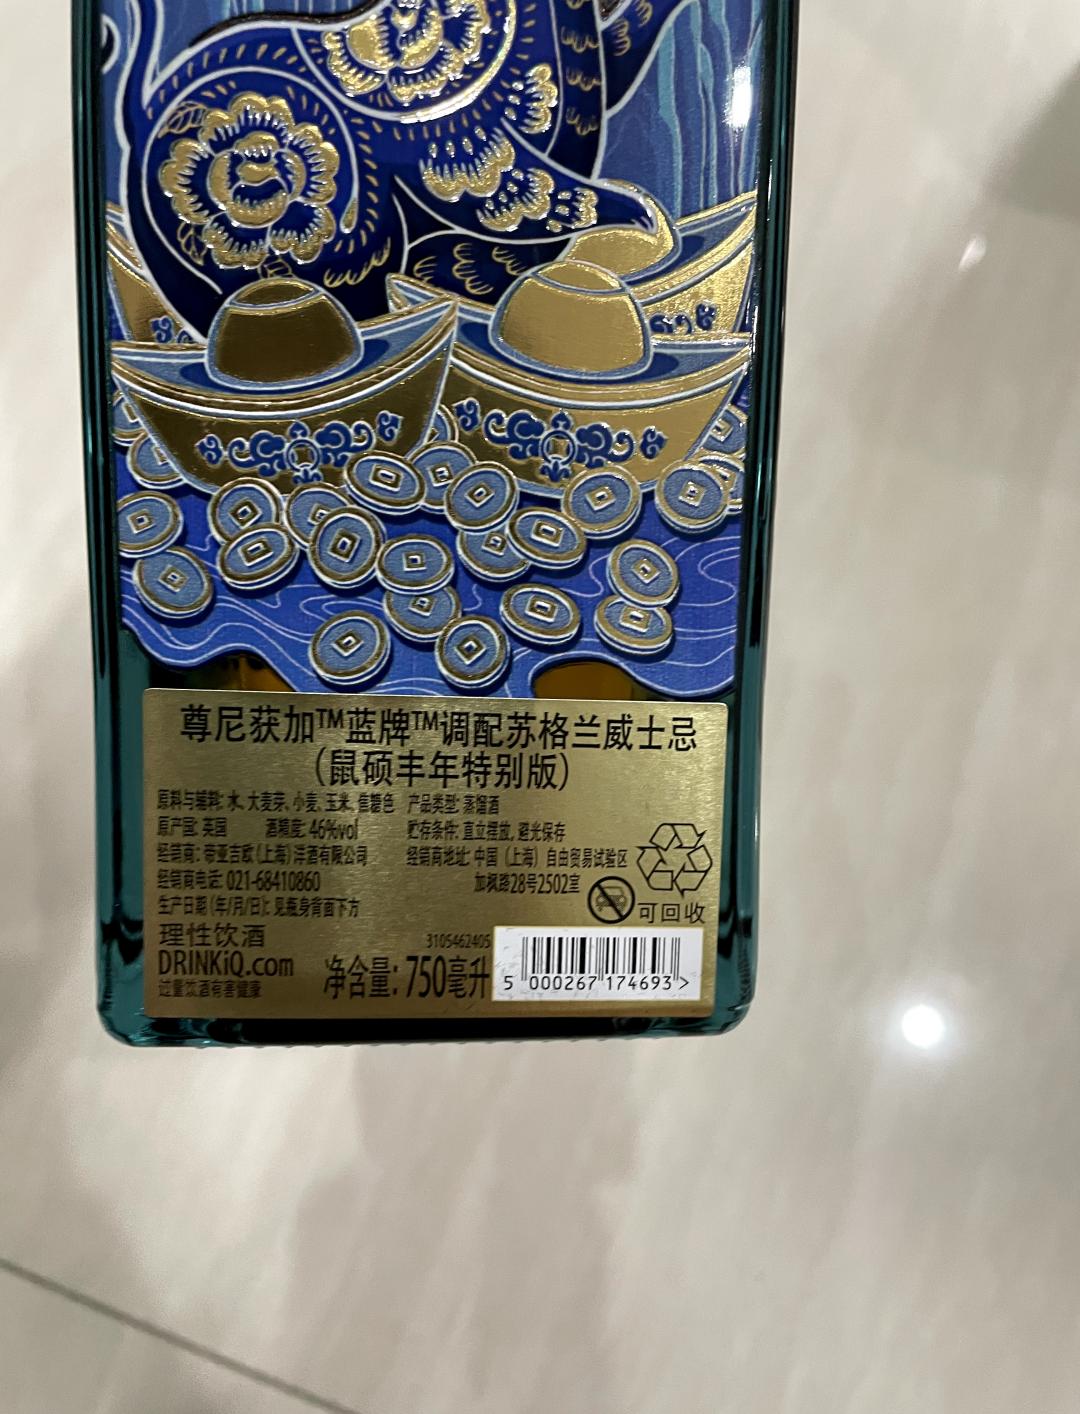 尊尼获加™蓝牌™调配苏格兰威士忌
（鼠硕丰年特别版）
原料与辅料: 水、大麦芽、小麦、玉米、焦糖色 产品类型: 蒸馏酒
原产国: 英国 酒精度: 46%vol 贮存条件: 直立摆放, 避光保存
经销商: 帝亚吉欧(上海)洋酒有限公司 经销商地址: 中国（上海）自由贸易试验区
经销商电话: 021-68410860 加枫路28号2502室
生产日期(年/月/日): 见瓶身背面下方
可回收
理性饮酒
DRINKiQ.com
过量饮酒有害健康
净含量: 750毫升
3105462405
5 000267 174693 >